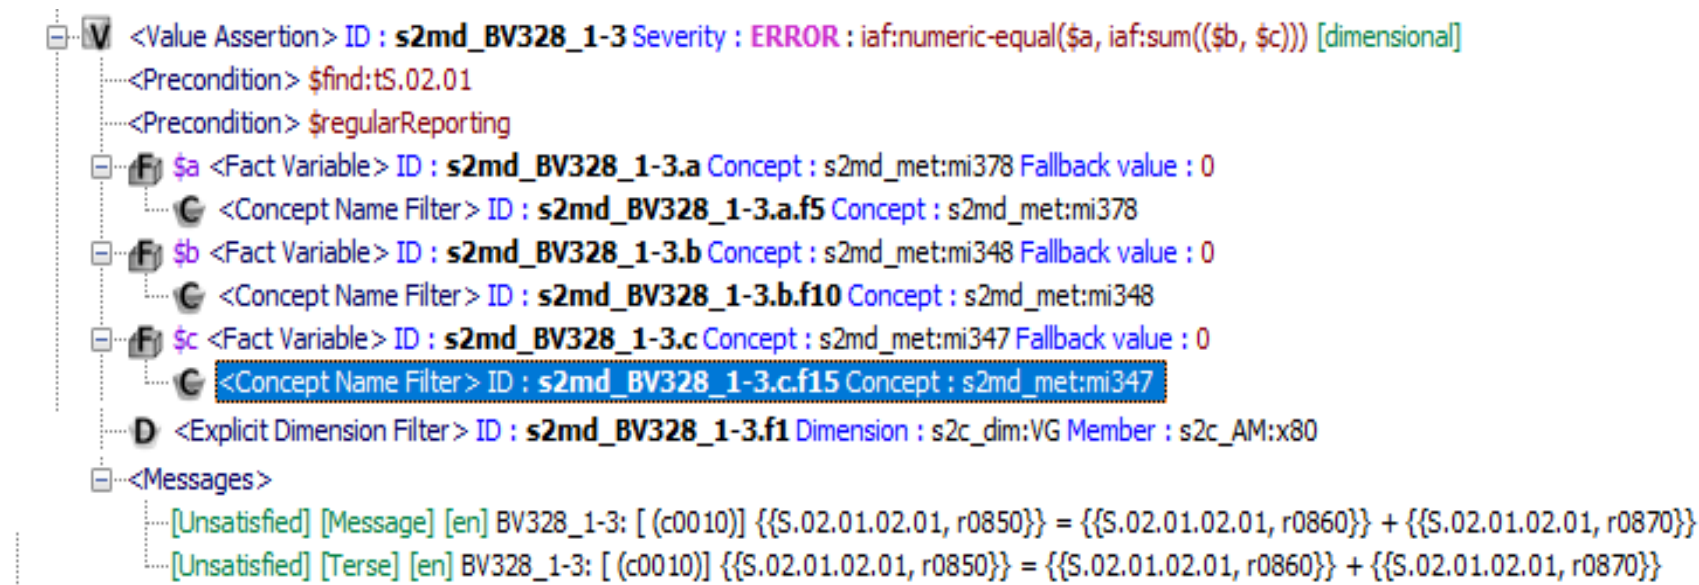 V <Value Assertion> ID : s2md_BV328_1-3 Severity : ERROR : iaf:numeric-equal($a, iaf:sum(($b, $c))) [dimensional]
<Precondition> $find:tS.02.01
<Precondition> $regularReporting
F $a <Fact Variable> ID : s2md_BV328_1-3.a Concept : s2md_met:mi378 Fallback value : 0
C <Concept Name Filter> ID : s2md_BV328_1-3.a.f5 Concept : s2md_met:mi378
F $b <Fact Variable> ID : s2md_BV328_1-3.b Concept : s2md_met:mi348 Fallback value : 0
C <Concept Name Filter> ID : s2md_BV328_1-3.b.f10 Concept : s2md_met:mi348
F $c <Fact Variable> ID : s2md_BV328_1-3.c Concept : s2md_met:mi347 Fallback value : 0
C <Concept Name Filter> ID : s2md_BV328_1-3.c.f15 Concept : s2md_met:mi347
D <Explicit Dimension Filter> ID : s2md_BV328_1-3.f1 Dimension : s2c_dim:VG Member : s2c_AM:x80
<Messages>
[Unsatisfied] [Message] [en] BV328_1-3: [ (c0010)] {{S.02.01.02.01, r0850}} = {{S.02.01.02.01, r0860}} + {{S.02.01.02.01, r0870}}
[Unsatisfied] [Terse] [en] BV328_1-3: [ (c0010)] {{S.02.01.02.01, r0850}} = {{S.02.01.02.01, r0860}} + {{S.02.01.02.01, r0870}}